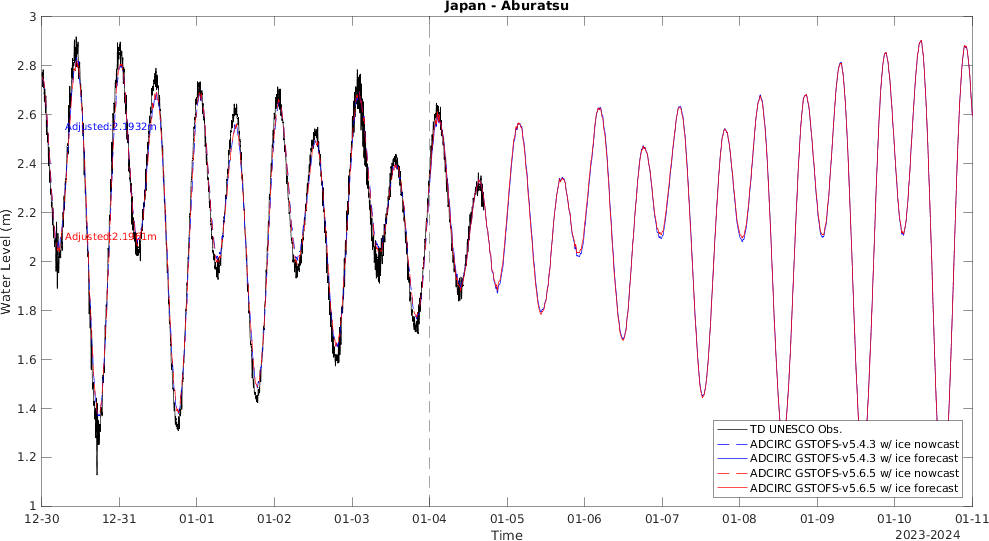 Japan - Aburatsu
Water Level (m)
3
2.8
2.6
2.4
2.2
2
1.8
1.6
1.4
1.2
1
Adjusted:2.1932m
TD UNESCO Obs.
ADCIRC GSTOFS-v5.4.3 w/ ice nowcast
ADCIRC GSTOFS-v5.4.3 w/ ice forecast
ADCIRC GSTOFS-v5.6.5 w/ ice nowcast
ADCIRC GSTOFS-v5.6.5 w/ ice forecast
12-30 12-31 01-01 01-02 01-03 01-04 01-05 01-06 01-07 01-08 01-09 01-10 01-11
Time
2023-2024